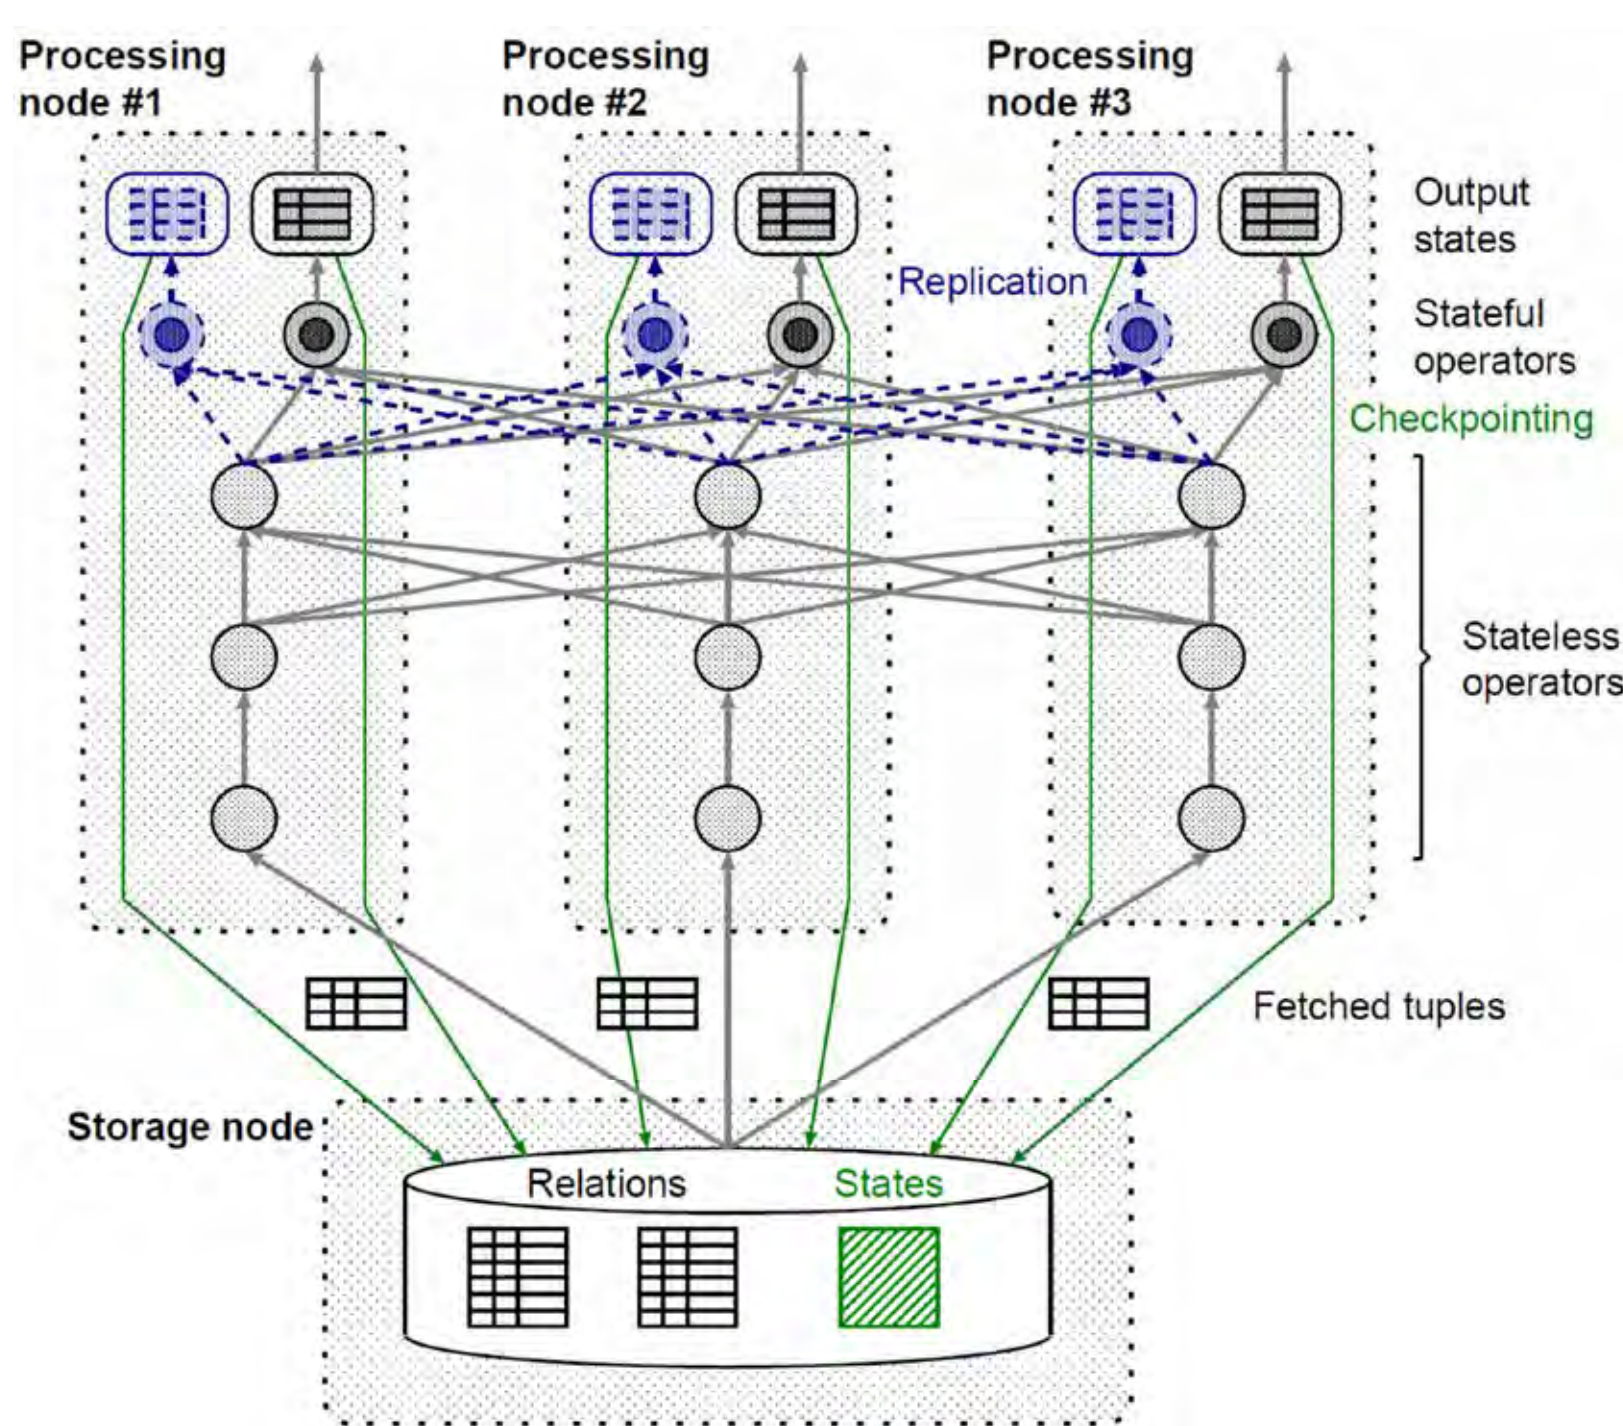 Processing
node #1
Processing
node #2
Processing
node #3
Output
states
Replication
Stateful
operators
Checkpointing
Stateless
operators
Fetched tuples
Storage node
Relations
States